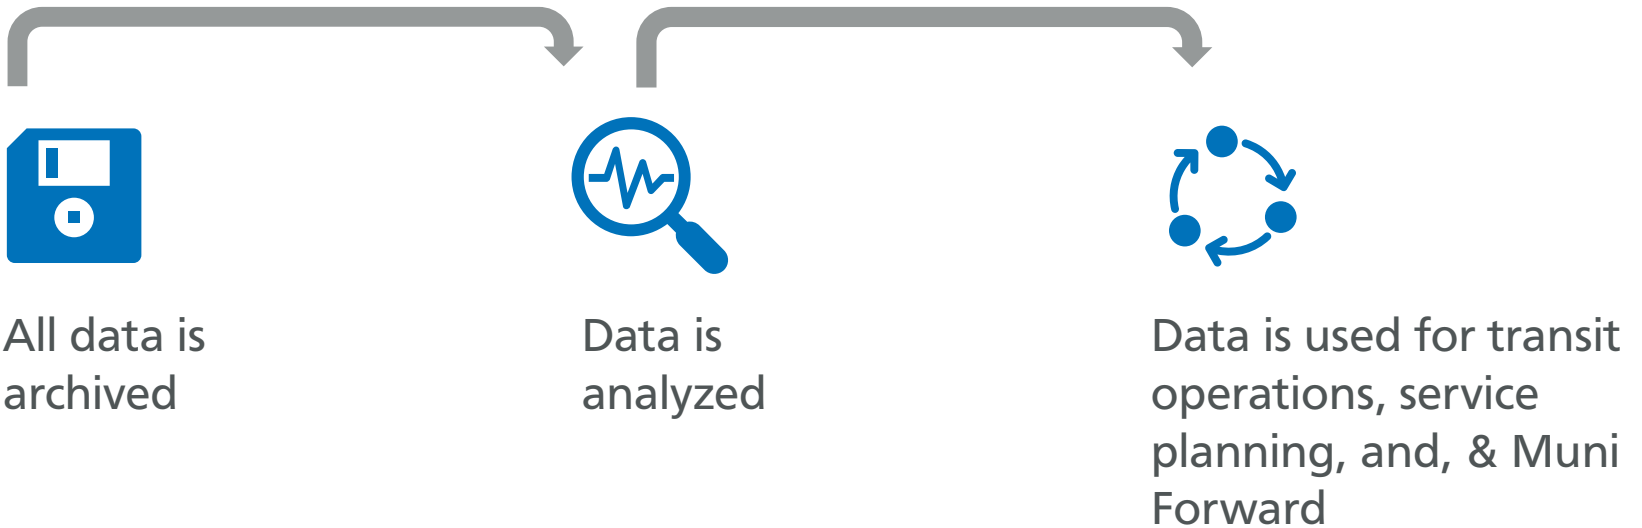 All data is
archived
Data is
analyzed
Data is used for transit
operations, service
planning, and, & Muni
Forward